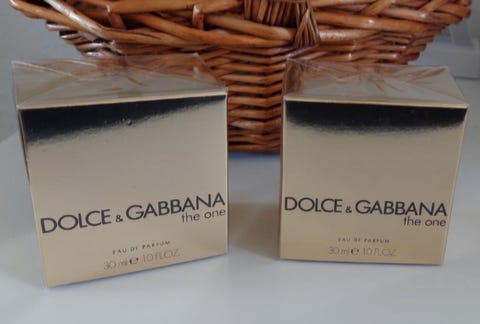 DOLCE & GABBANA
the one
EAU DE PARFUM
30 ml e 1.0 FL.OZ.
DOLCE & GABBANA
the one
EAU DE PARFUM
30 ml e 1.0 FL.OZ.